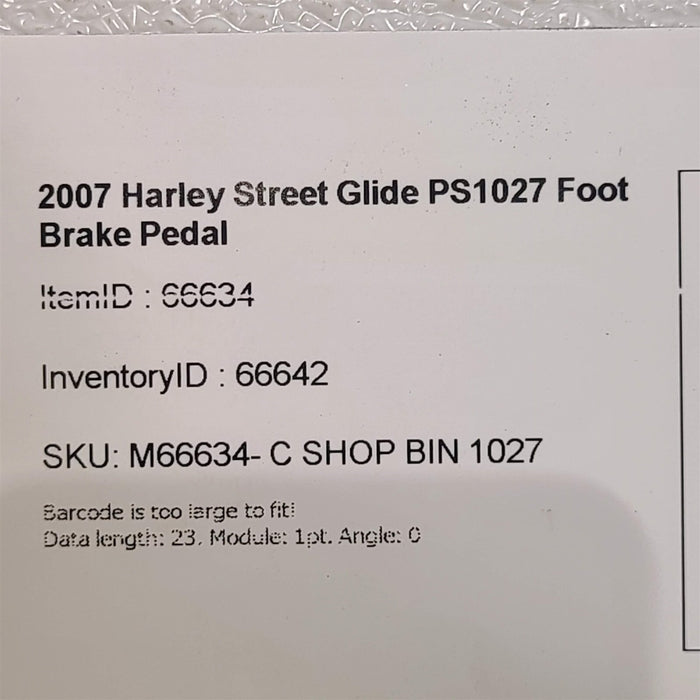 2007 Harley Street Glide PS1027 Foot
Brake Pedal
ItemID : 66634
InventoryID : 66642
SKU: M66634- C SHOP BIN 1027
Barcode is too large to fit!
Data length: 23. Module: 1pt. Angle: 0